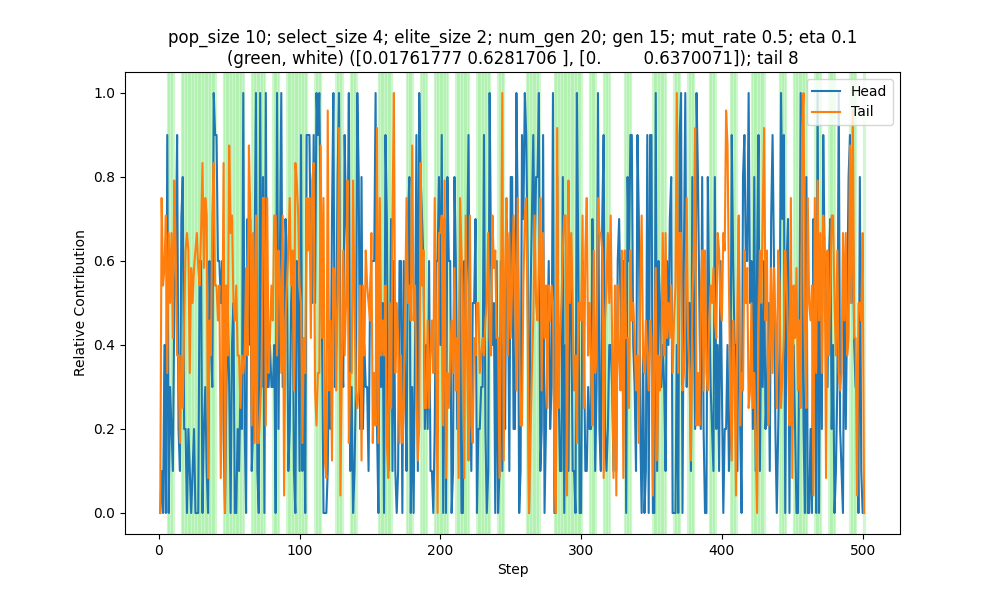 pop_size 10; select_size 4; elite_size 2; num_gen 20; gen 15; mut_rate 0.5; eta 0.1
(green, white) ([0.01761777 0.6281706 ], [0. 0.6370071]); tail 8
Head
Tail
1.0
0.8
0.6
0.4
0.2
0.0
Relative Contribution
0 100 200 300 400 500
Step